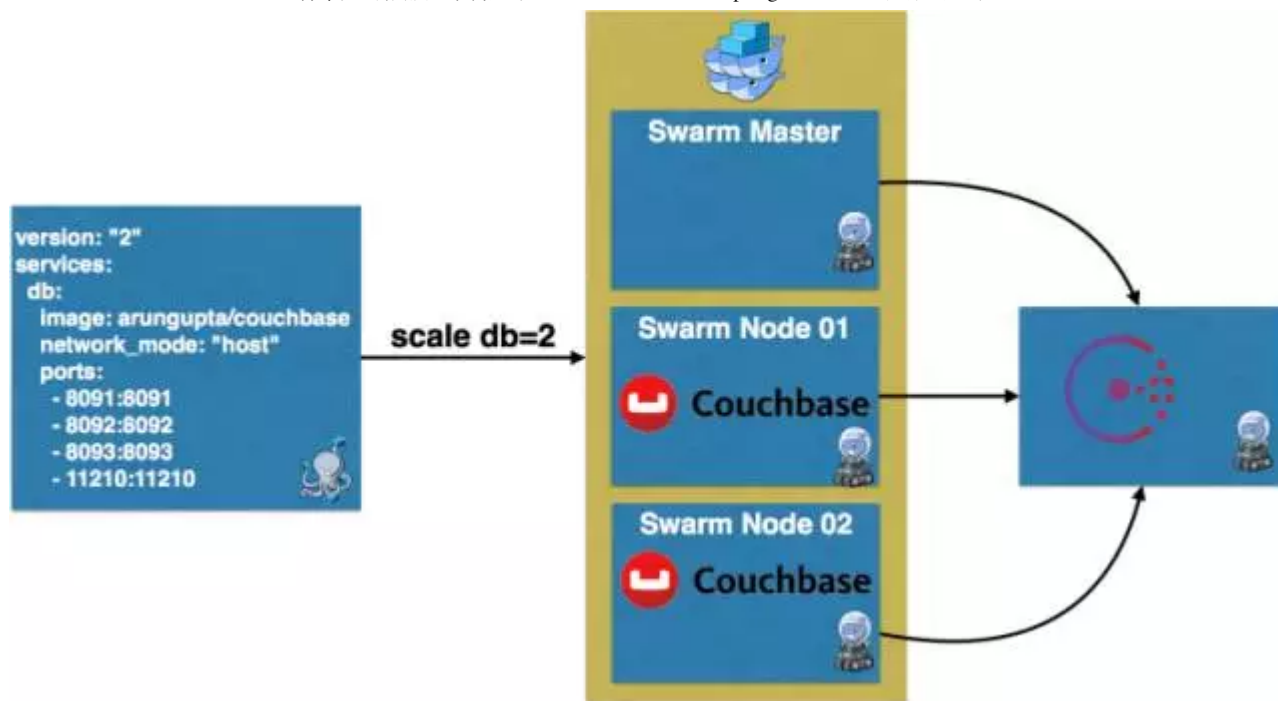 version: "2"
services:
db:
image: arungupta/couchbase
network_mode: "host"
ports:
- 8091:8091
- 8092:8092
- 8093:8093
- 11210:11210
scale db=2
Swarm Master
Swarm Node 01
Couchbase
Swarm Node 02
Couchbase